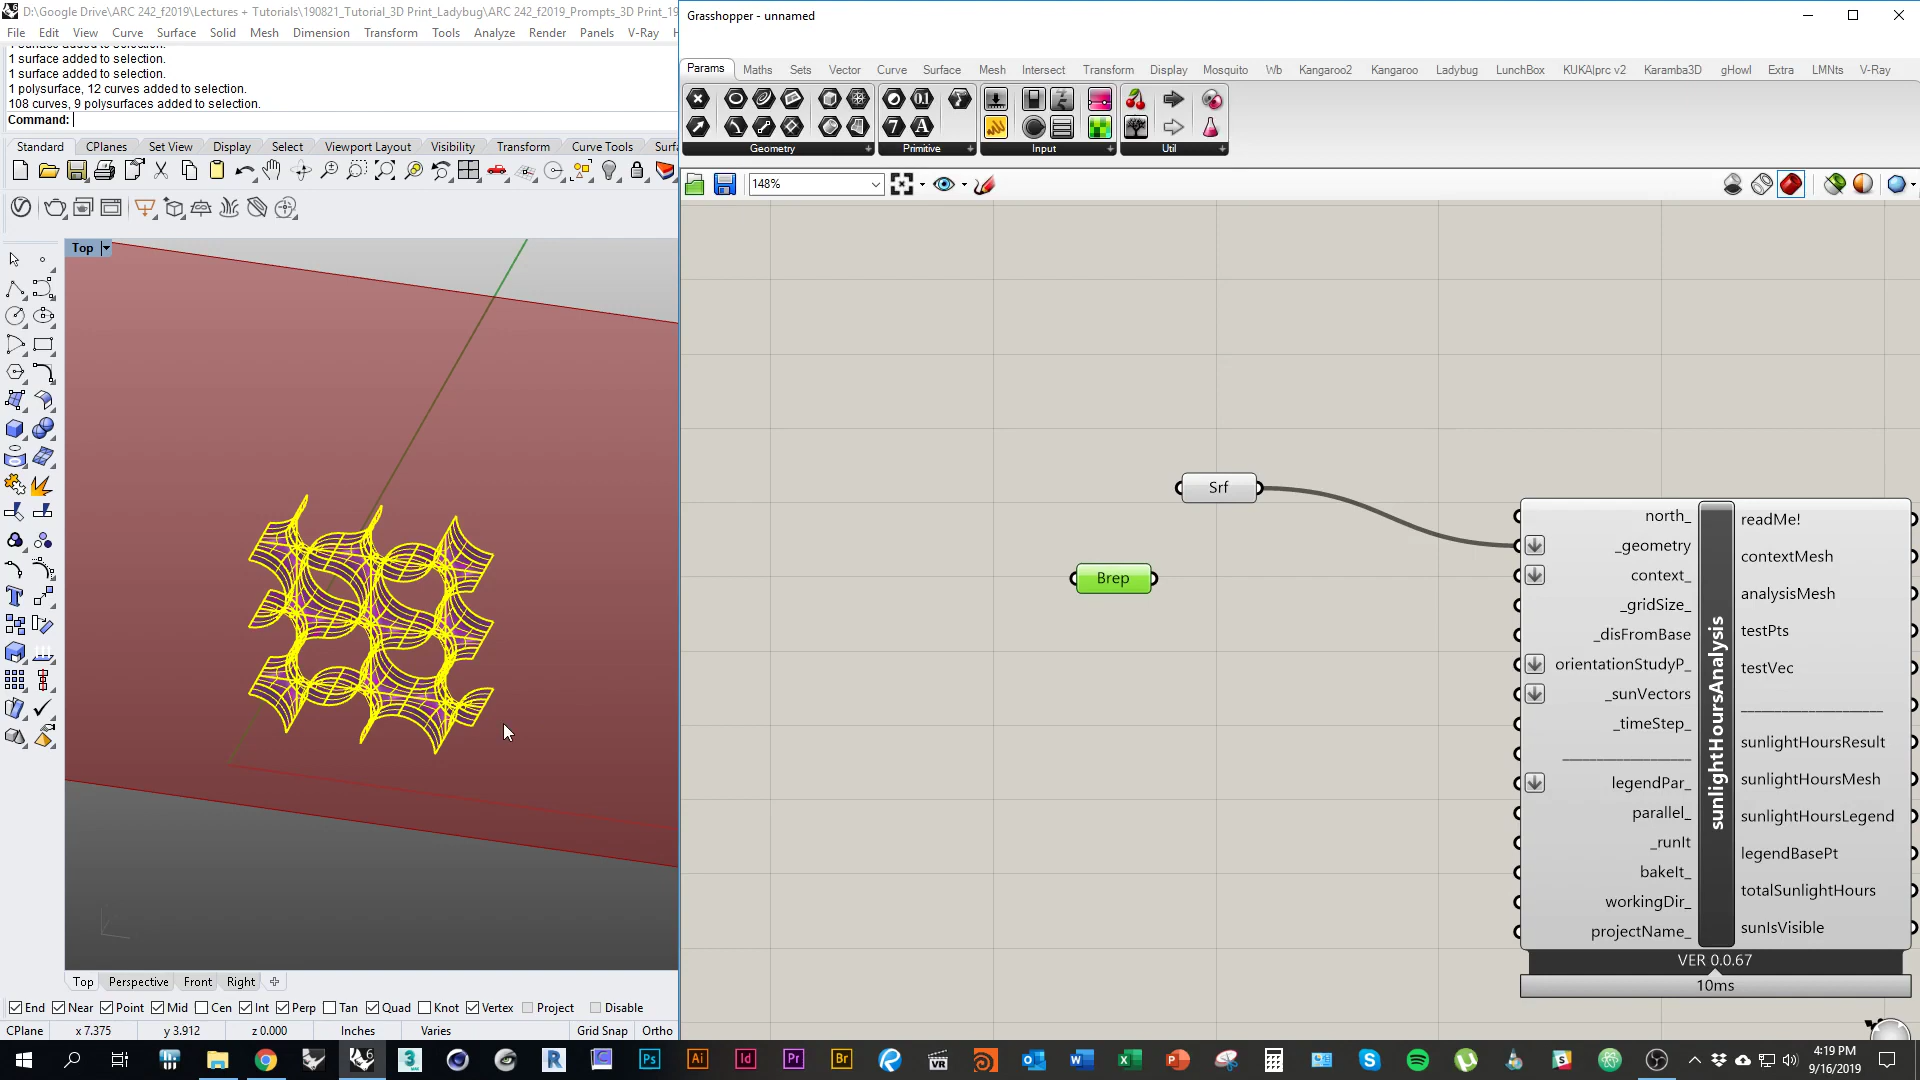 D:\Google Drive\ARC 242_f2019\Lectures + Tutorials\190821_Tutorial_3D Print_Ladybug\ARC 242_f2019_Prompts_3D Print_19
File Edit View Curve Surface Solid Mesh Dimension Transform Tools Analyze Render Panels V-Ray
1 surface added to selection.
1 surface added to selection.
1 polysurface, 12 curves added to selection.
108 curves, 9 polysurfaces added to selection.
Command:
Standard CPlanes Set View Display Select Viewport Layout Visibility Transform Curve Tools Surf
Top
Top Perspective Front Right
End Near Point Mid Cen Int Perp Tan Quad Knot Vertex Project Disable
CPlane x 7.375 y 3.912 z 0.000 Inches Varies Grid Snap Ortho
Grasshopper - unnamed
Params Maths Sets Vector Curve Surface Mesh Intersect Transform Display Mosquito Wb Kangaroo2 Kangaroo Ladybug LunchBox KUKA|prc v2 Karamba3D gHowl Extra LMNts V-Ray
Geometry Primitive Input Util
148%
Srf
Brep
north_
_geometry
context_
_gridSize_
_disFromBase
orientationStudyP_
_sunVectors
_timeStep_
legendPar_
parallel_
_runIt
bakeIt_
workingDir_
projectName_
sunlightHoursAnalysis
readMe!
contextMesh
analysisMesh
testPts
testVec
sunlightHoursResult
sunlightHoursMesh
sunlightHoursLegend
legendBasePt
totalSunlightHours
sunIsVisible
VER 0.0.67
10ms
4:19 PM
9/16/2019